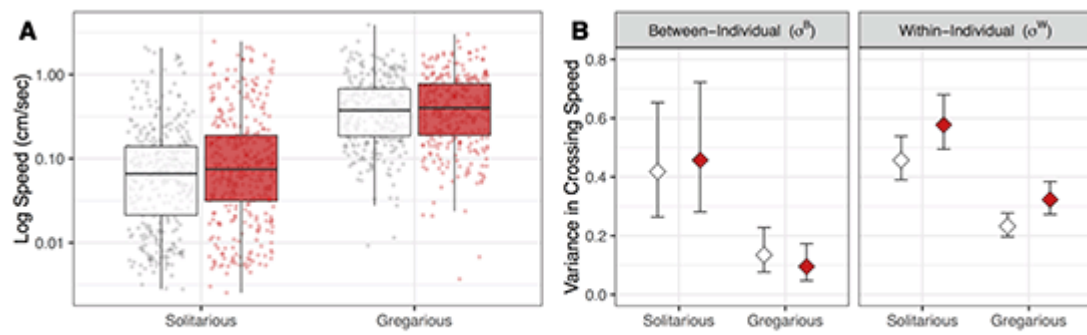 A
Log Speed (cm/sec)
1.00
0.10
0.01
Solitarious
Gregarious
B
Variance in Crossing Speed
0.8
0.6
0.4
0.2
0.0
Between−Individual (σᴮ)
Within−Individual (σᵂ)
Solitarious
Gregarious
Solitarious
Gregarious